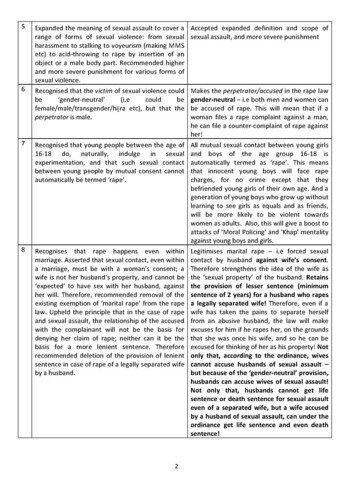 5
Expanded the meaning of sexual assault to cover a
range of forms of sexual violence: from sexual
harassment to stalking to voyeurism (making MMS
etc) to acid-throwing to rape by insertion of an
object or a male body part. Recommended higher
and more severe punishment for various forms of
sexual violence.
Accepted expanded definition and scope of
sexual assault, and more severe punishment
6
Recognised that the victim of sexual violence could
be 'gender-neutral' (i.e could be
female/male/transgender/hijra etc), but that the
perpetrator is male.
Makes the perpetrator/accused in the rape law
gender-neutral – i.e both men and women can
be accused of rape. This will mean that if a
woman files a rape complaint against a man,
he can file a counter-complaint of rape against
her!
7
Recognised that young people between the age of
16-18 do, naturally, indulge in sexual
experimentation, and that such sexual contact
between young people by mutual consent cannot
automatically be termed 'rape'.
All mutual sexual contact between young girls
and boys of the age group 16-18 is
automatically termed as 'rape'. This means
that innocent young boys will face rape
charges, for no crime except that they
befriended young girls of their own age. And a
generation of young boys who grow up without
learning to see girls as equals and as friends,
will be more likely to be violent towards
women as adults. Also, this will give a boost to
attacks of 'Moral Policing' and 'Khap' mentality
against young boys and girls.
8
Recognises that rape happens even within
marriage. Asserted that sexual contact, even within
a marriage, must be with a woman's consent; a
wife is not her husband's property, and cannot be
'expected' to have sex with her husband, against
her will. Therefore, recommended removal of the
existing exemption of 'marital rape' from the rape
law. Upheld the principle that in the case of rape
and sexual assault, the relationship of the accused
with the complainant will not be the basis for
denying her claim of rape; neither can it be the
basis for a more lenient sentence. Therefore
recommended deletion of the provision of lenient
sentence in case of rape of a legally separated wife
by a husband.
Legitimises marital rape – i.e forced sexual
contact by husband against wife's consent.
Therefore strengthens the idea of the wife as
the 'sexual property' of the husband. Retains
the provision of lesser sentence (minimum
sentence of 2 years) for a husband who rapes
a legally separated wife! Therefore, even if a
wife has taken the pains to separate herself
from an abusive husband, the law will make
excuses for him if he rapes her, on the grounds
that she was once his wife, and so he can be
excused for thinking of her as his property! Not
only that, according to the ordinance, wives
cannot accuse husbands of sexual assault –
but because of the 'gender-neutral' provision,
husbands can accuse wives of sexual assault!
Not only that, husbands cannot get life
sentence or death sentence for sexual assault
even of a separated wife, but a wife accused
by a husband of sexual assault, can under the
ordinance get life sentence and even death
sentence!
2